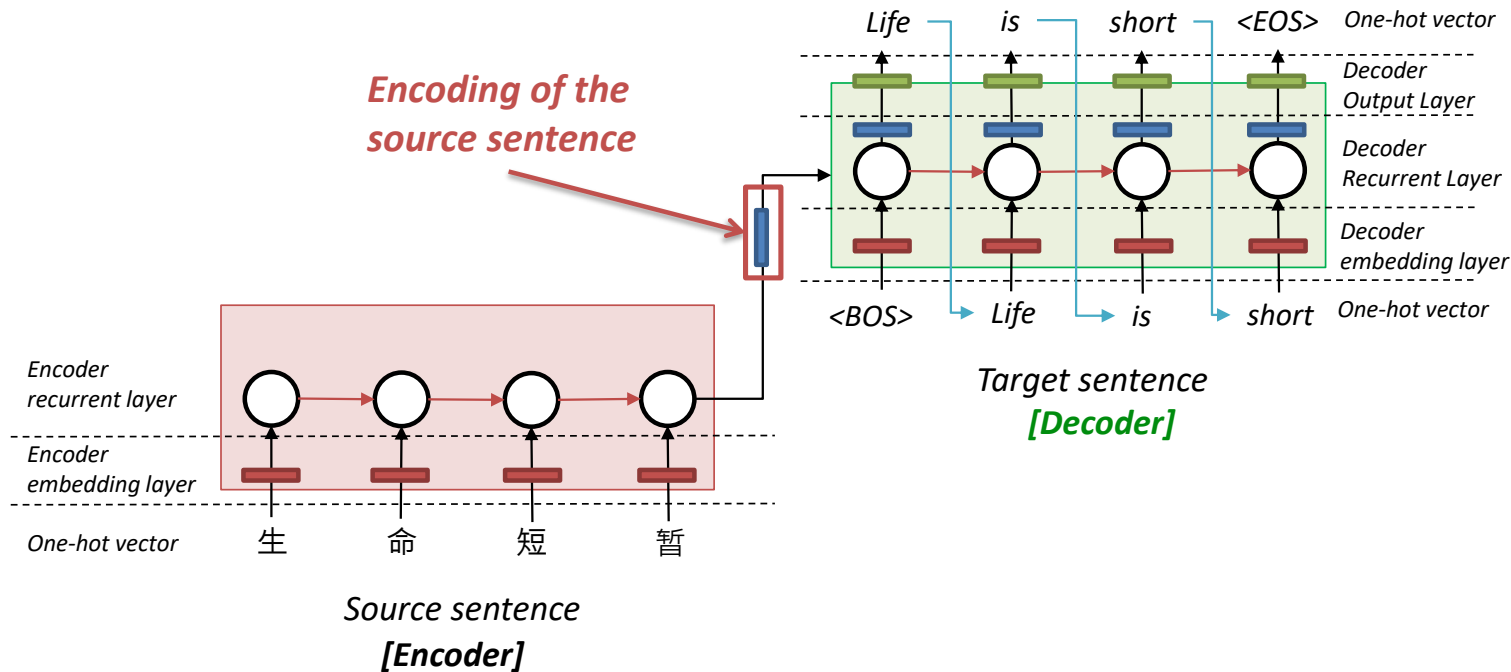 Life is short <EOS> One-hot vector
Encoding of the
source sentence
Decoder
Output Layer
Decoder
Recurrent Layer
Decoder
embedding layer
<BOS> Life is short One-hot vector
Target sentence
[Decoder]
Encoder
recurrent layer
Encoder
embedding layer
One-hot vector 生 命 短 暂
Source sentence
[Encoder]